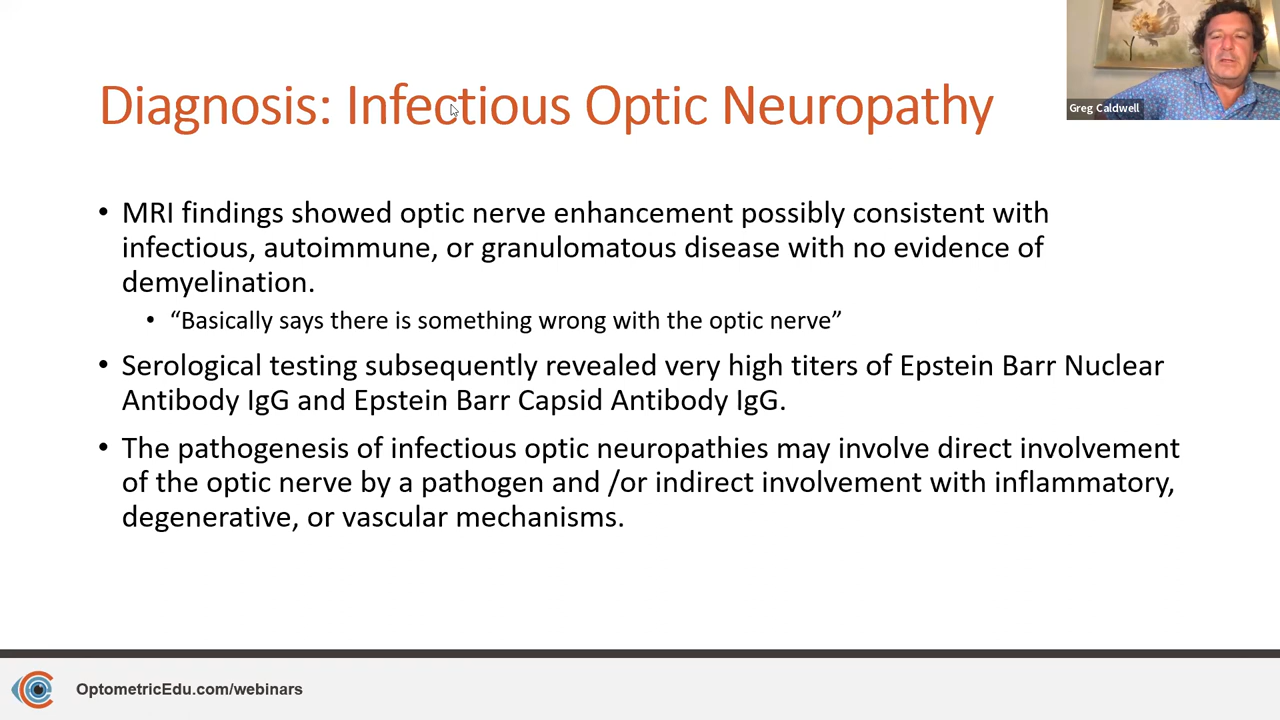 Greg Caldwell
Diagnosis: Infectious Optic Neuropathy
• MRI findings showed optic nerve enhancement possibly consistent with
infectious, autoimmune, or granulomatous disease with no evidence of
demyelination.
• “Basically says there is something wrong with the optic nerve”
• Serological testing subsequently revealed very high titers of Epstein Barr Nuclear
Antibody IgG and Epstein Barr Capsid Antibody IgG.
• The pathogenesis of infectious optic neuropathies may involve direct involvement
of the optic nerve by a pathogen and /or indirect involvement with inflammatory,
degenerative, or vascular mechanisms.
OptometricEdu.com/webinars